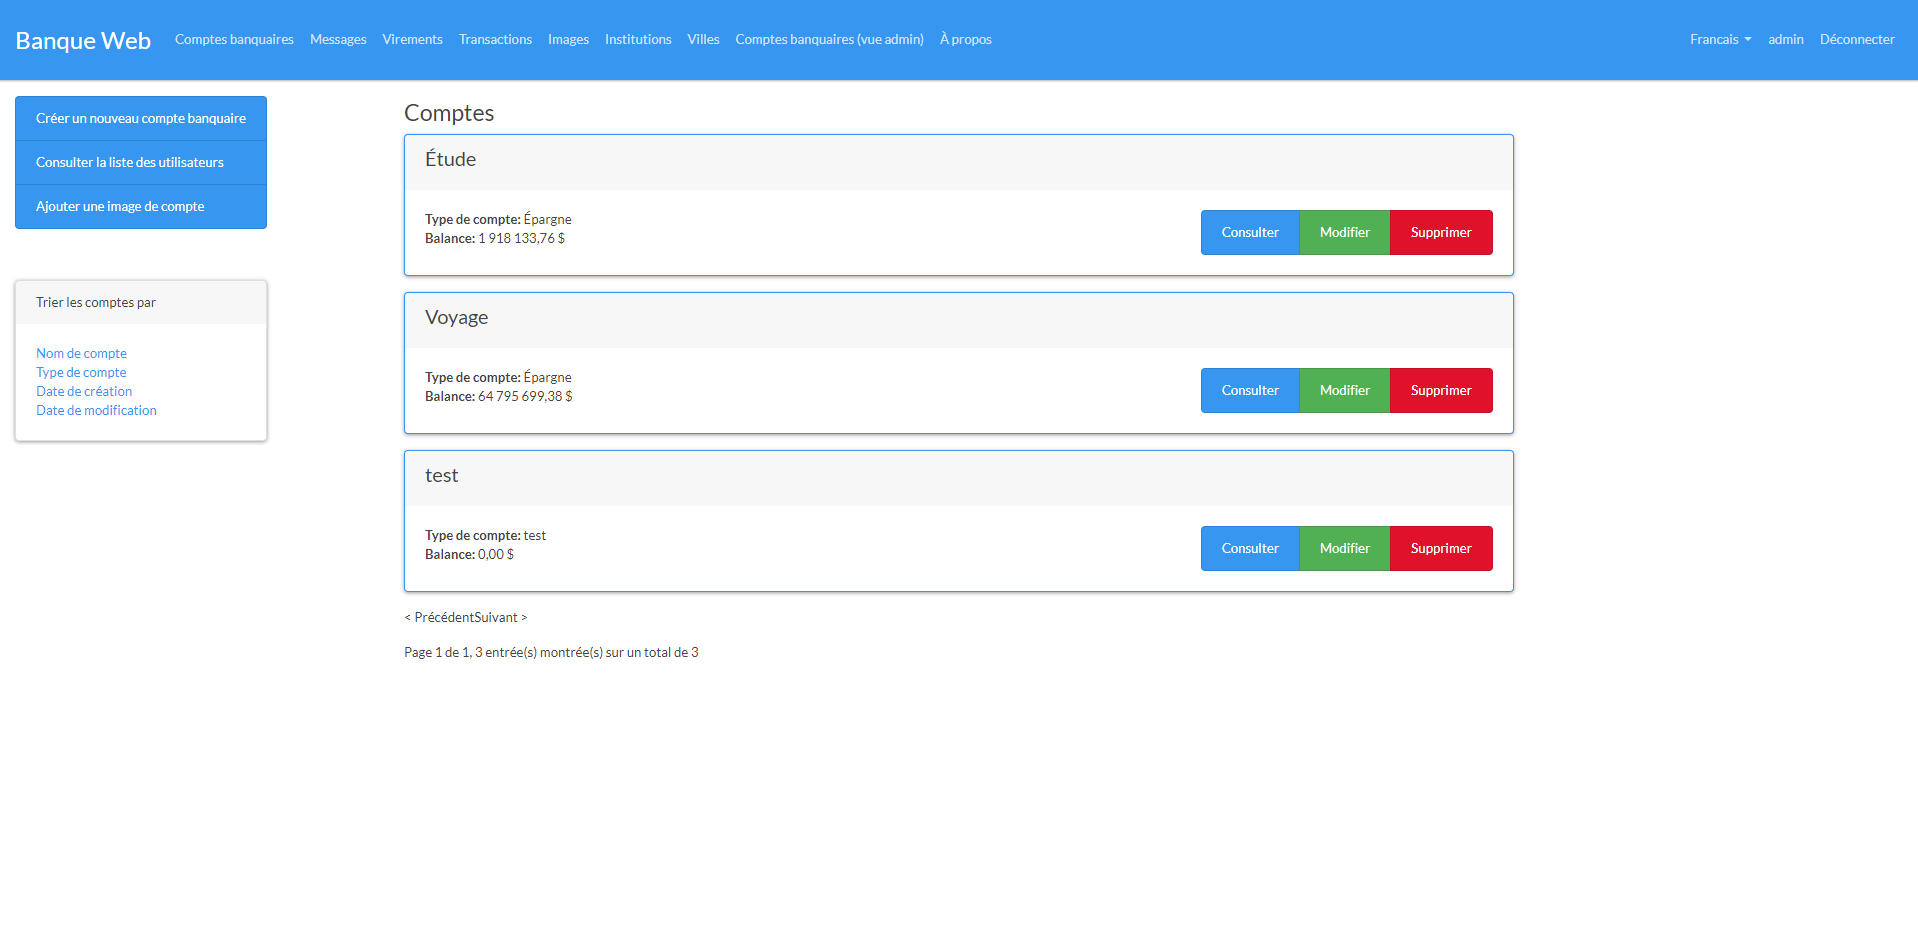 Banque Web Comptes banquaires Messages Virements Transactions Images Institutions Villes Comptes banquaires (vue admin) À propos Francais admin Déconnecter
Créer un nouveau compte banquaire
Consulter la liste des utilisateurs
Ajouter une image de compte
Trier les comptes par
Nom de compte
Type de compte
Date de création
Date de modification
Comptes
Étude
Type de compte: Épargne
Balance: 1 918 133,76 $
Consulter Modifier Supprimer
Voyage
Type de compte: Épargne
Balance: 64 795 699,38 $
Consulter Modifier Supprimer
test
Type de compte: test
Balance: 0,00 $
Consulter Modifier Supprimer
< PrécédentSuivant >
Page 1 de 1, 3 entrée(s) montrée(s) sur un total de 3